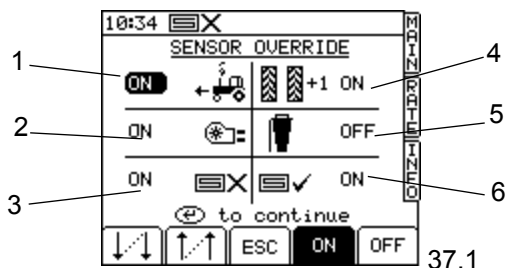 10:34
SENSOR OVERRIDE
1 ON +1 ON 4
2 ON OFF 5
3 ON ON 6
to continue
ESC ON OFF
MAIN RATE INFO
37.1